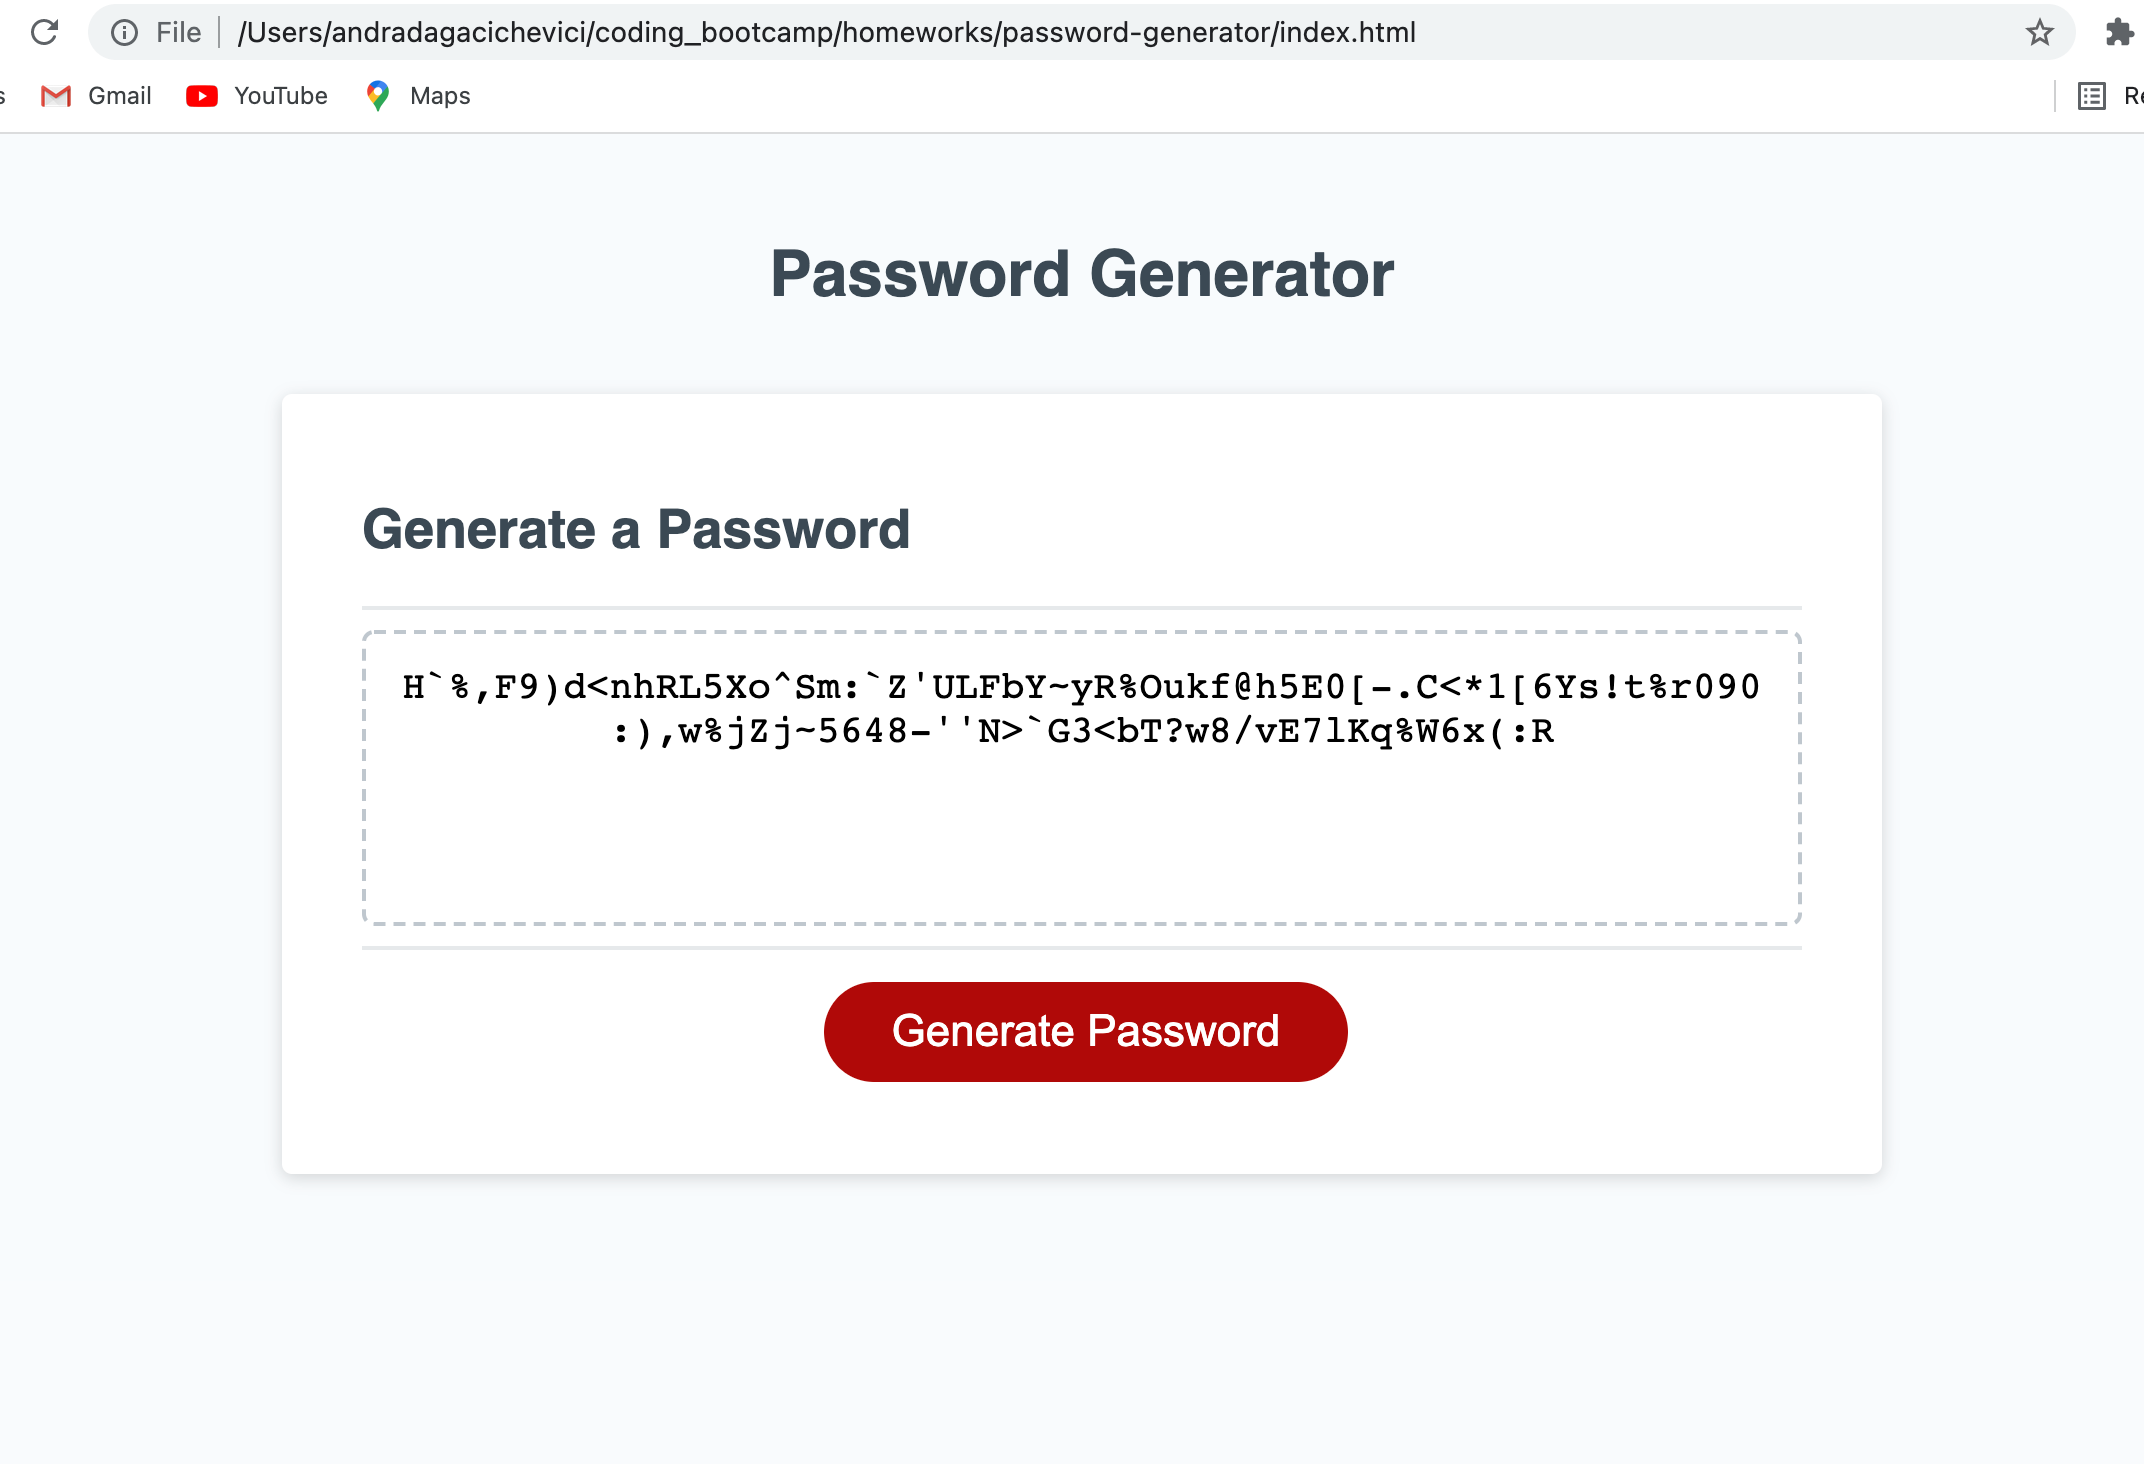 File /Users/andradagacichevici/coding_bootcamp/homeworks/password-generator/index.html
s Gmail YouTube Maps Re
Password Generator
Generate a Password
H`%,F9)d<nhRL5Xo^Sm:`Z'ULFbY~yR%Oukf@h5E0[-.C<*1[6Ys!t%r090
:),w%jZj~5648-''N>`G3<bT?w8/vE7lKq%W6x(:R
Generate Password